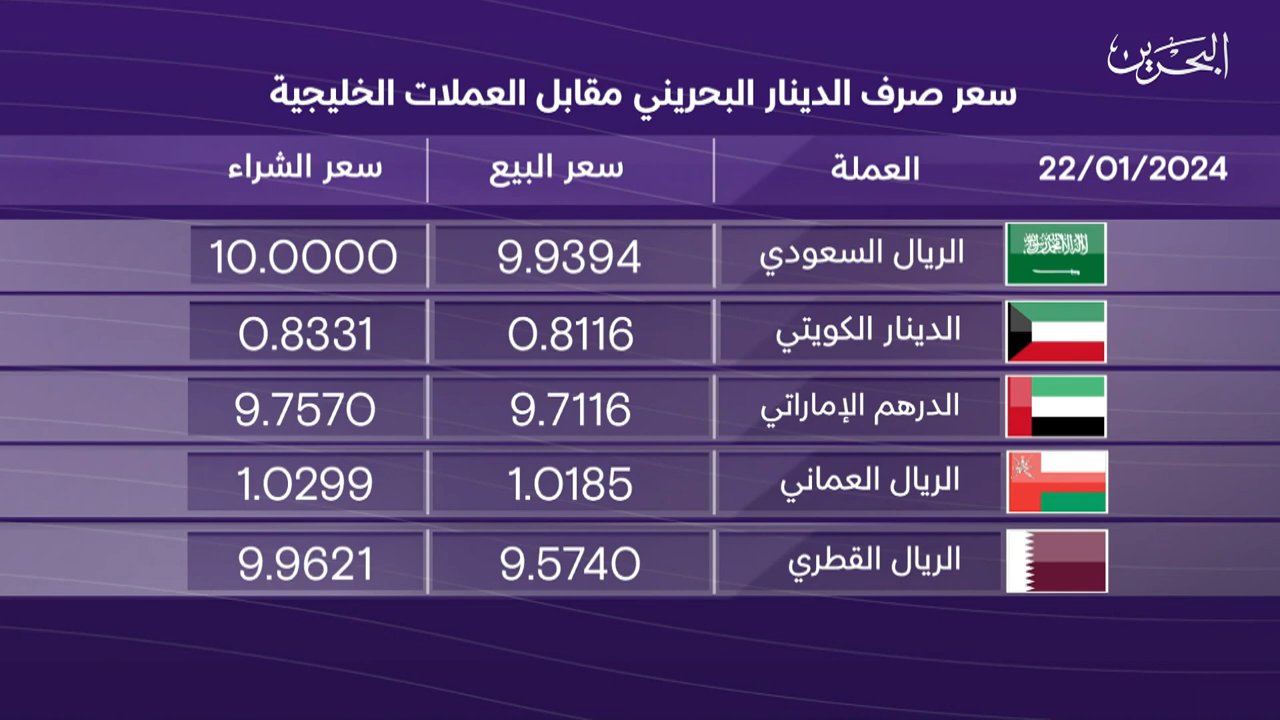 البحرين
سعر صرف الدينار البحريني مقابل العملات الخليجية
22/01/2024 العملة سعر البيع سعر الشراء
الريال السعودي 9.9394 10.0000
الدينار الكويتي 0.8116 0.8331
الدرهم الإماراتي 9.7116 9.7570
الريال العماني 1.0185 1.0299
الريال القطري 9.5740 9.9621